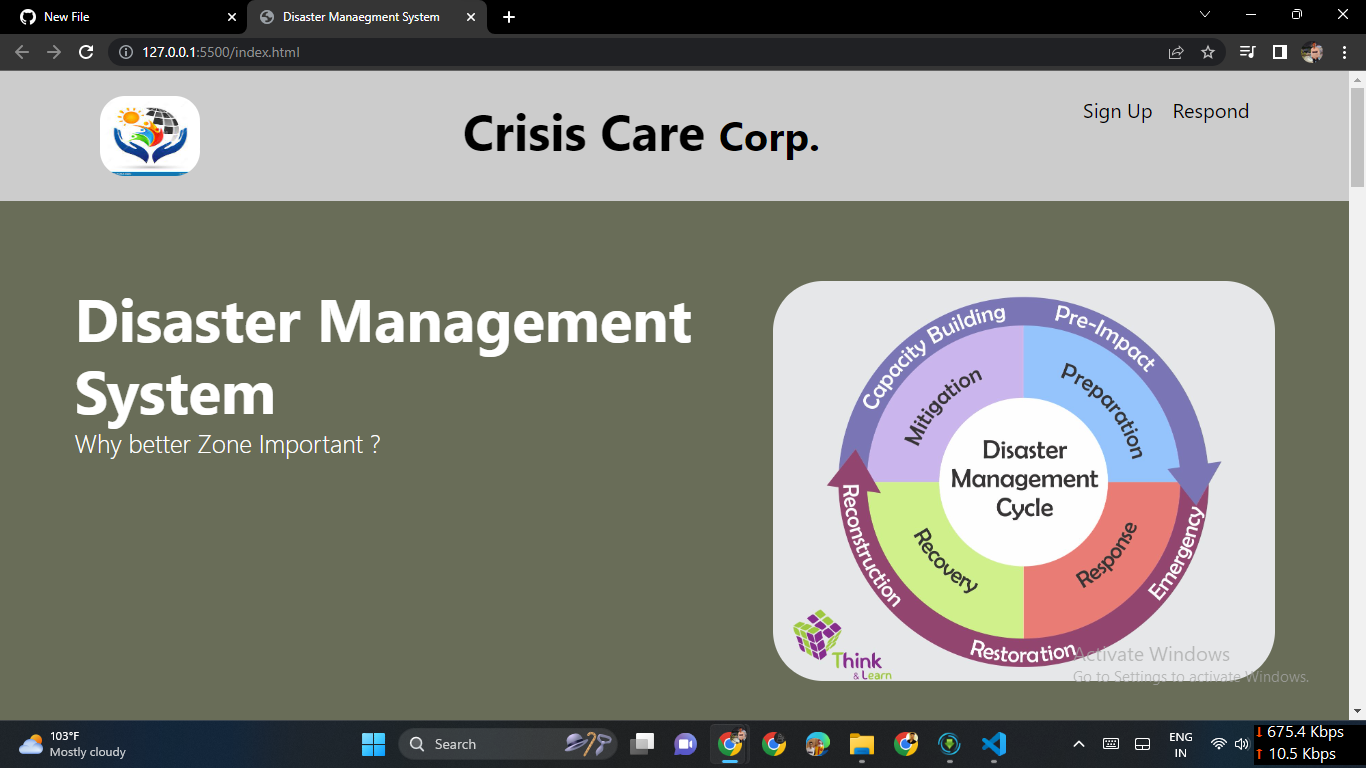 New File
Disaster Manaegment System
127.0.0.1:5500/index.html
Crisis Care Corp.
Sign Up Respond
Disaster Management
System
Why better Zone Important ?
Capacity Building
Pre-Impact
Mitigation
Preparation
Disaster
Management
Cycle
Reconstruction
Recovery
Response
Emergency
Restoration
Think
& Learn
Activate Windows
Go to Settings to activate Windows.
103°F
Mostly cloudy
Search
ENG
IN
675.4 Kbps
10.5 Kbps